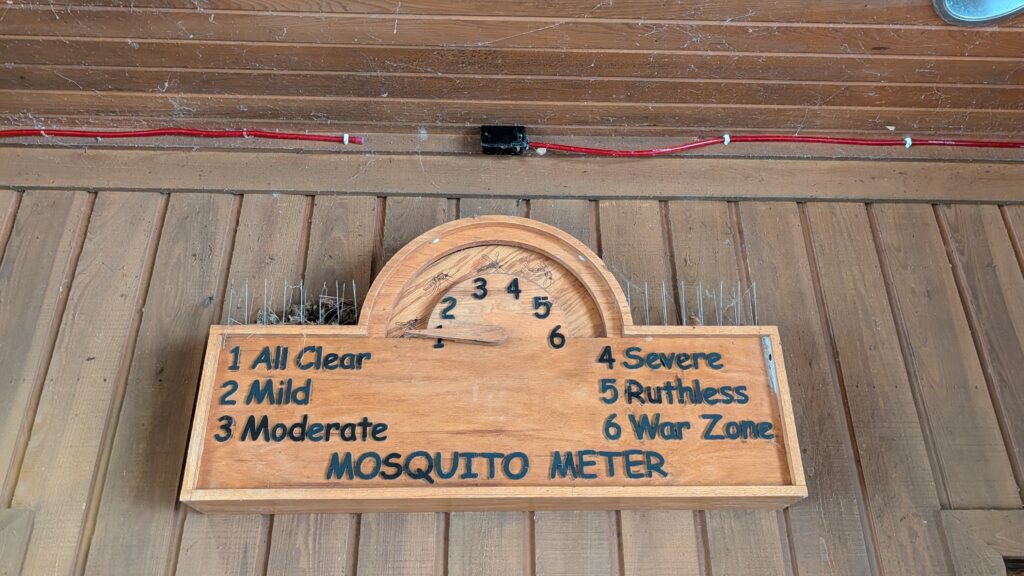 1 2 3 4 5 6
1 All Clear
2 Mild
3 Moderate
4 Severe
5 Ruthless
6 War Zone
MOSQUITO METER